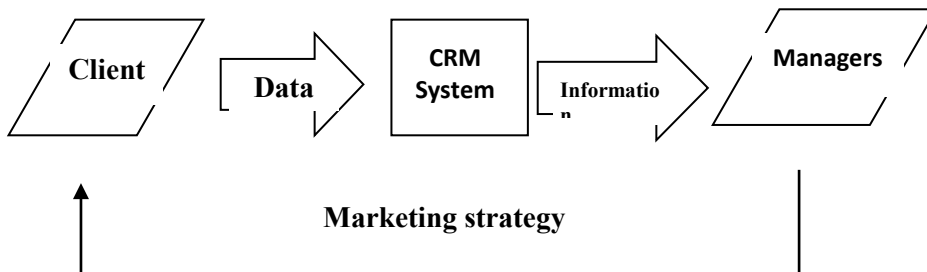 Client
Data
CRM
System
Informatio
n
Managers
Marketing strategy